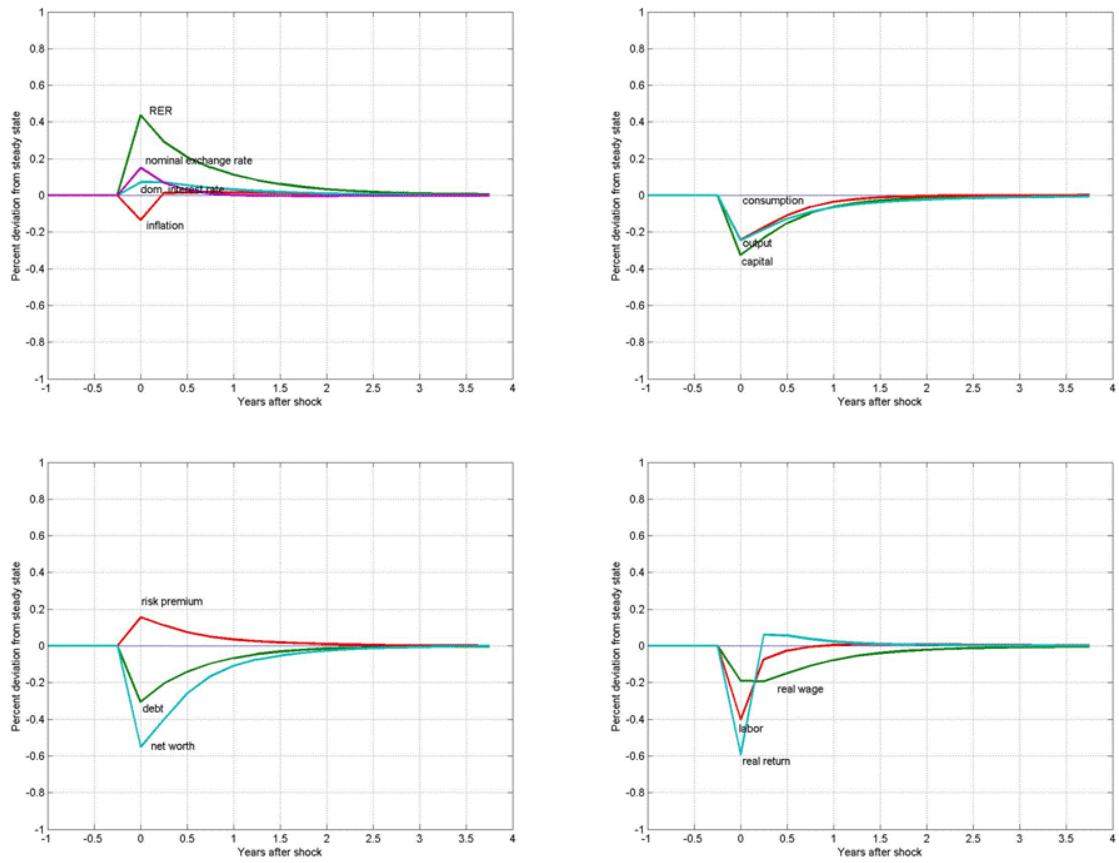 1
0.8
0.6
0.4
0.2
0
-0.2
-0.4
-0.6
-0.8
-1
Percent deviation from steady state
RER
nominal exchange rate
dom. interest rate
inflation
-1 -0.5 0 0.5 1 1.5 2 2.5 3 3.5 4
Years after shock
1
0.8
0.6
0.4
0.2
0
-0.2
-0.4
-0.6
-0.8
-1
Percent deviation from steady state
consumption
output
capital
-1 -0.5 0 0.5 1 1.5 2 2.5 3 3.5 4
Years after shock
1
0.8
0.6
0.4
0.2
0
-0.2
-0.4
-0.6
-0.8
-1
Percent deviation from steady state
risk premium
debt
net worth
-1 -0.5 0 0.5 1 1.5 2 2.5 3 3.5 4
Years after shock
1
0.8
0.6
0.4
0.2
0
-0.2
-0.4
-0.6
-0.8
-1
Percent deviation from steady state
real wage
labor
real return
-1 -0.5 0 0.5 1 1.5 2 2.5 3 3.5 4
Years after shock